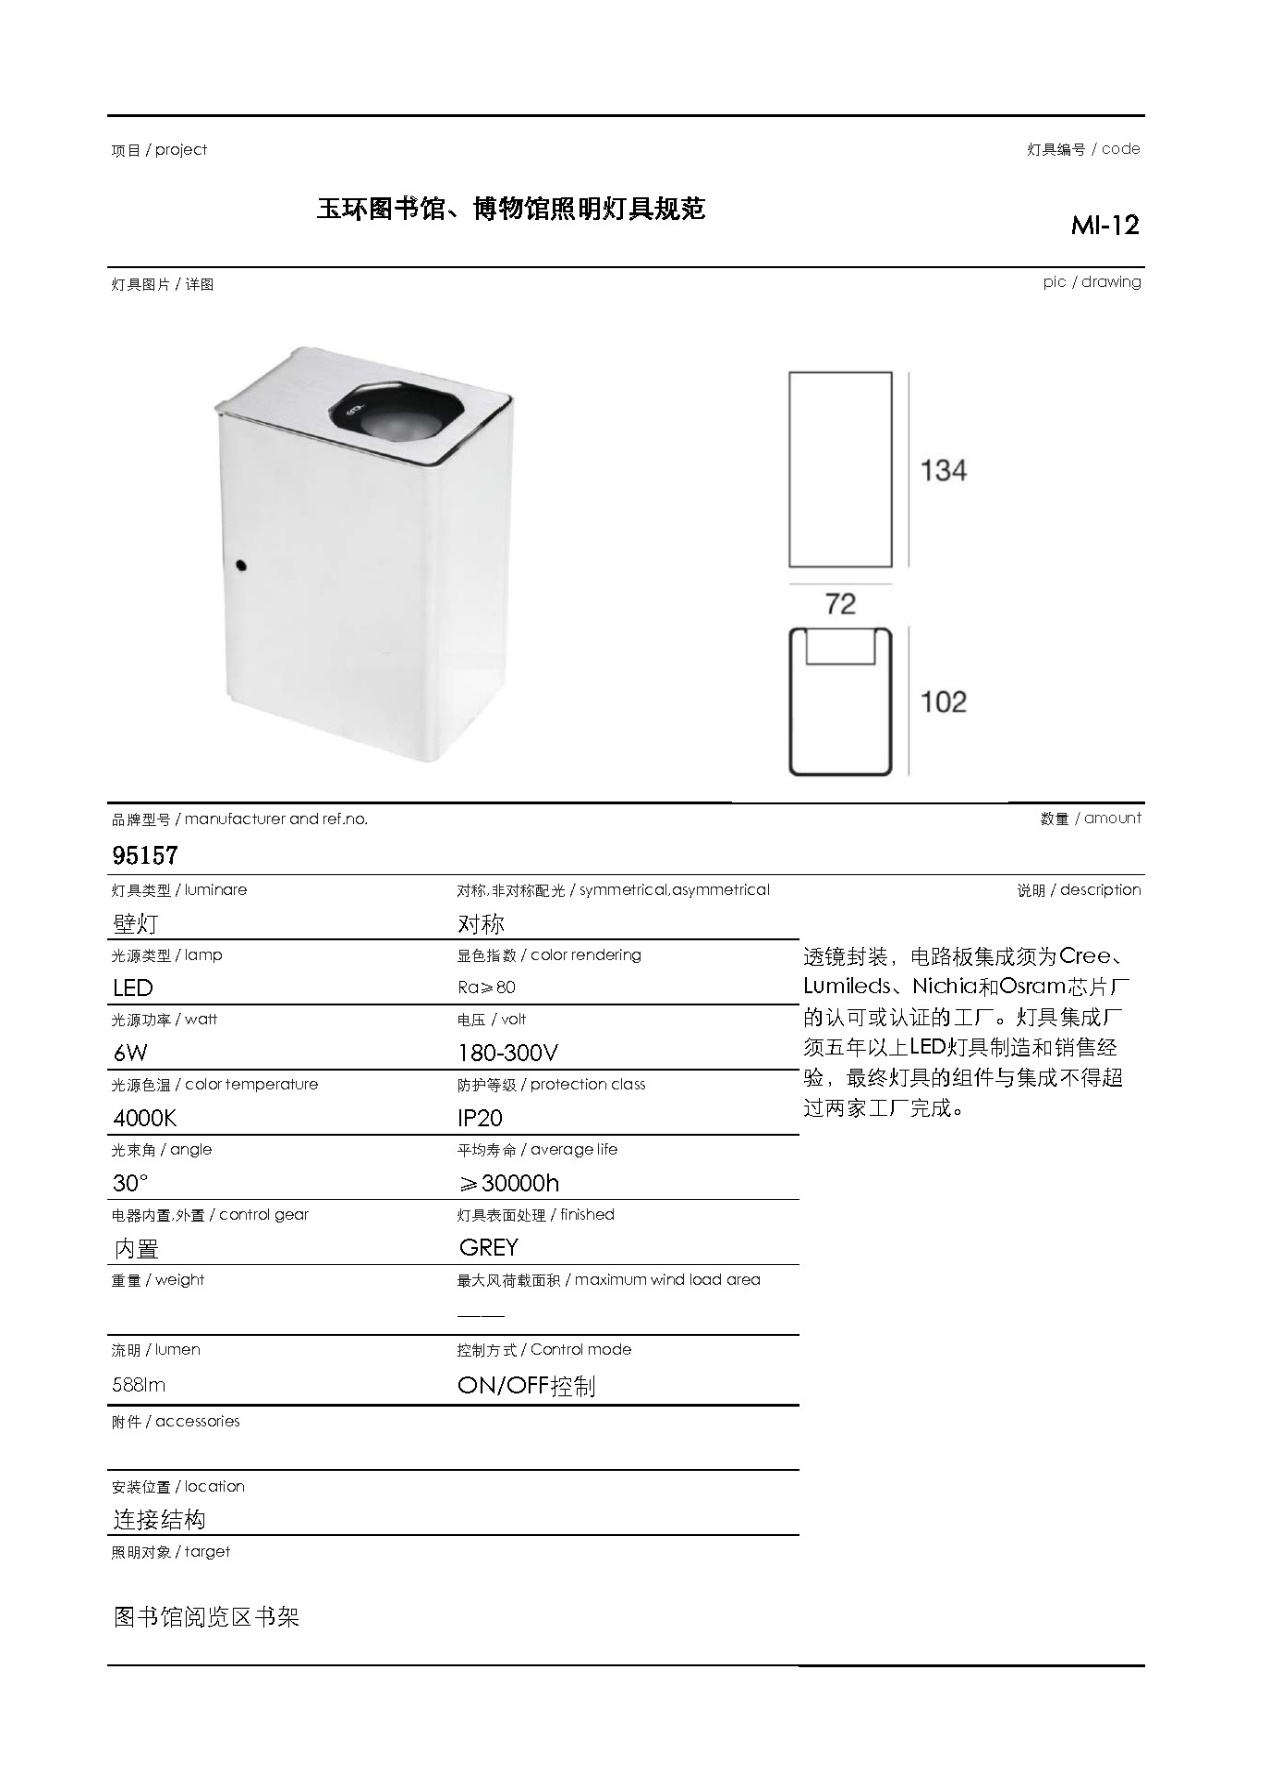 项目 / project
灯具编号 / code
玉环图书馆、博物馆照明灯具规范
MI-12
灯具图片 / 详图
pic / drawing
134
72
102
品牌型号 / manufacturer and ref.no.
数量 / amount
95157
灯具类型 / luminare
对称,非对称配光 / symmetrical,asymmetrical
说明 / description
壁灯
对称
光源类型 / lamp
显色指数 / color rendering
LED
Ra≥80
光源功率 / watt
电压 / volt
6W
180-300V
光源色温 / color temperature
防护等级 / protection class
4000K
IP20
光束角 / angle
平均寿命 / average life
30°
≥30000h
电器内置,外置 / control gear
灯具表面处理 / finished
内置
GREY
重量 / weight
最大风荷载面积 / maximum wind load area
——
流明 / lumen
控制方式 / Control mode
588lm
ON/OFF控制
附件 / accessories
安装位置 / location
连接结构
照明对象 / target
图书馆阅览区书架
透镜封装，电路板集成须为Cree、
Lumileds、Nichia和Osram芯片厂
的认可或认证的工厂。灯具集成厂
须五年以上LED灯具制造和销售经
验，最终灯具的组件与集成不得超
过两家工厂完成。